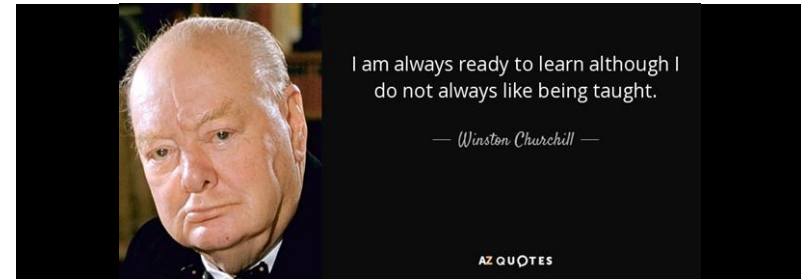 I am always ready to learn although I
do not always like being taught.
— Winston Churchill —
AZ QUOTES